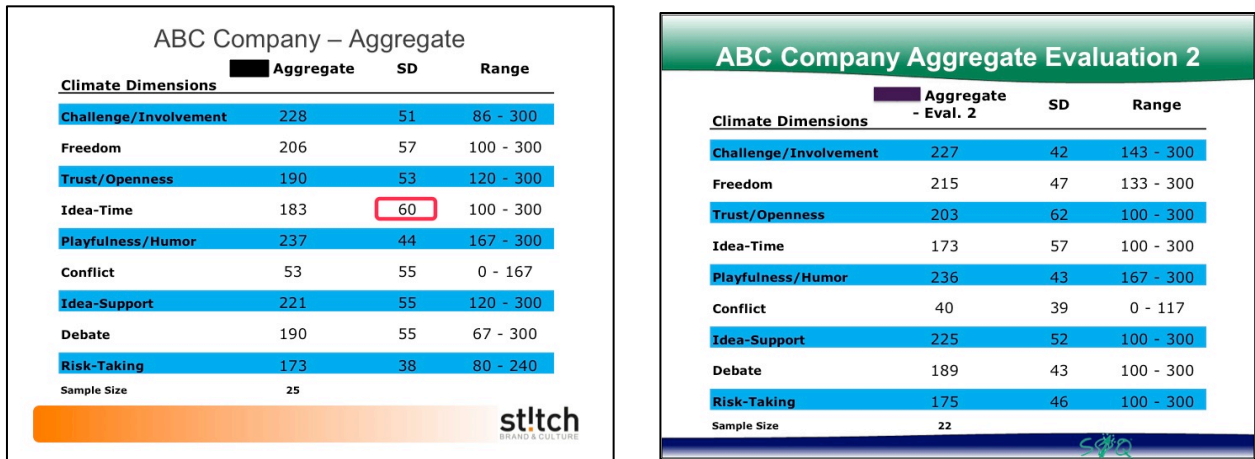 ABC Company – Aggregate
Climate Dimensions Aggregate SD Range
Challenge/Involvement 228 51 86 - 300
Freedom 206 57 100 - 300
Trust/Openness 190 53 120 - 300
Idea-Time 183 60 100 - 300
Playfulness/Humor 237 44 167 - 300
Conflict 53 55 0 - 167
Idea-Support 221 55 120 - 300
Debate 190 55 67 - 300
Risk-Taking 173 38 80 - 240
Sample Size 25
st!tch
BRAND & CULTURE
ABC Company Aggregate Evaluation 2
Aggregate
Climate Dimensions - Eval. 2 SD Range
Challenge/Involvement 227 42 143 - 300
Freedom 215 47 133 - 300
Trust/Openness 203 62 100 - 300
Idea-Time 173 57 100 - 300
Playfulness/Humor 236 43 167 - 300
Conflict 40 39 0 - 117
Idea-Support 225 52 100 - 300
Debate 189 43 100 - 300
Risk-Taking 175 46 100 - 300
Sample Size 22